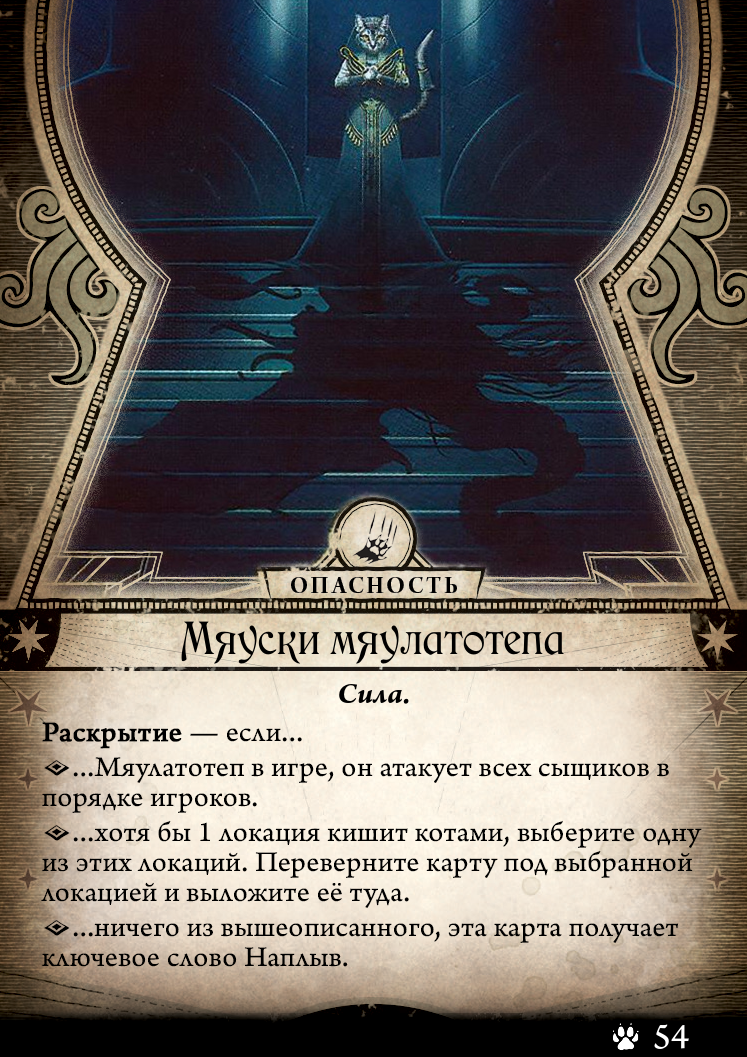 ОПАСНОСТЬ
Мяуски мяулатотепа
Сила.
Раскрытие — если...
...Мяулатотеп в игре, он атакует всех сыщиков в
порядке игроков.
...хотя бы 1 локация кишит котами, выберите одну
из этих локаций. Переверните карту под выбранной
локацией и выложите её туда.
...ничего из вышеописанного, эта карта получает
ключевое слово Наплыв.
54